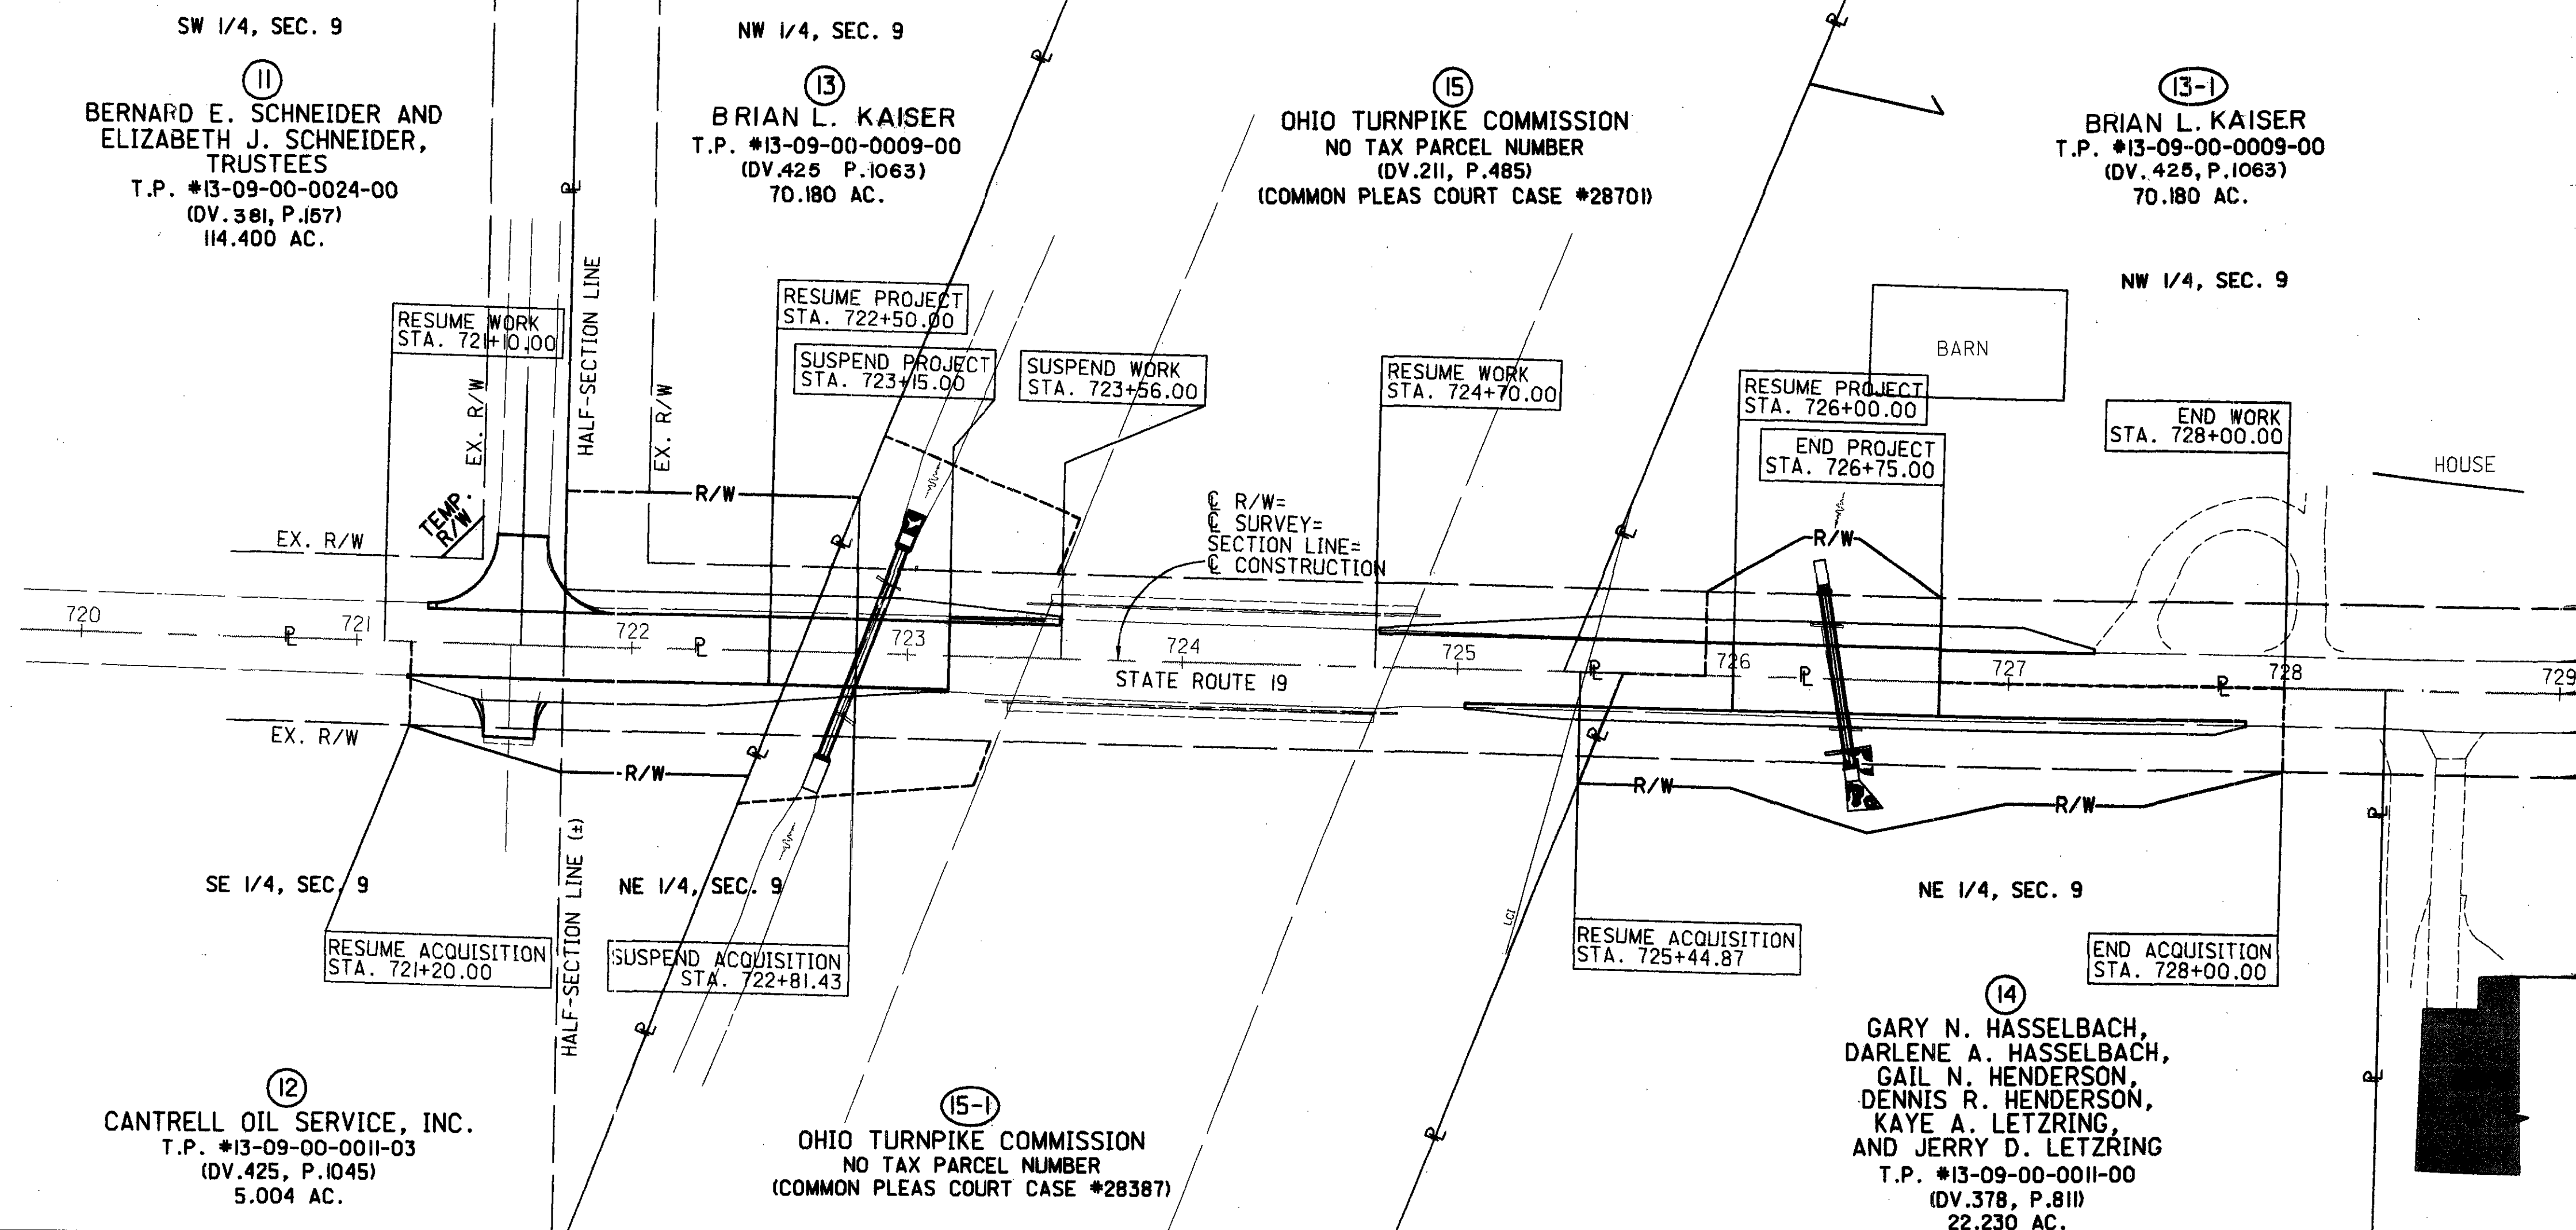 SW 1/4, SEC. 9
11
BERNARD E. SCHNEIDER AND
ELIZABETH J. SCHNEIDER,
TRUSTEES
T.P. #13-09-00-0024-00
(DV.381, P.157)
114.400 AC.
NW 1/4, SEC. 9
13
BRIAN L. KAISER
T.P. #13-09-00-0009-00
(DV.425 P.1063)
70.180 AC.
15
OHIO TURNPIKE COMMISSION
NO TAX PARCEL NUMBER
(DV.211, P.485)
(COMMON PLEAS COURT CASE #28701)
13-1
BRIAN L. KAISER
T.P. #13-09-00-0009-00
(DV.425, P.1063)
70.180 AC.
NW 1/4, SEC. 9
RESUME WORK
STA. 721+10.00
HALF-SECTION LINE
EX. R/W
EX. R/W
RESUME PROJECT
STA. 722+50.00
SUSPEND PROJECT
STA. 723+15.00
SUSPEND WORK
STA. 723+56.00
RESUME WORK
STA. 724+70.00
BARN
RESUME PROJECT
STA. 726+00.00
END PROJECT
STA. 726+75.00
END WORK
STA. 728+00.00
HOUSE
TEMP.
R/W
EX. R/W
R/W
℄ R/W=
℄ SURVEY=
SECTION LINE=
℄ CONSTRUCTION
R/W
720
721
722
723
724
725
726
727
728
729
STATE ROUTE 19
EX. R/W
R/W
R/W
R/W
HALF-SECTION LINE (±)
SE 1/4, SEC. 9
NE 1/4, SEC. 9
LCI
NE 1/4, SEC. 9
RESUME ACQUISITION
STA. 721+20.00
SUSPEND ACQUISITION
STA. 722+81.43
RESUME ACQUISITION
STA. 725+44.87
END ACQUISITION
STA. 728+00.00
12
CANTRELL OIL SERVICE, INC.
T.P. #13-09-00-0011-03
(DV.425, P.1045)
5.004 AC.
15-1
OHIO TURNPIKE COMMISSION
NO TAX PARCEL NUMBER
(COMMON PLEAS COURT CASE #28387)
14
GARY N. HASSELBACH,
DARLENE A. HASSELBACH,
GAIL N. HENDERSON,
DENNIS R. HENDERSON,
KAYE A. LETZRING,
AND JERRY D. LETZRING
T.P. #13-09-00-0011-00
(DV.378, P.811)
22.230 AC.